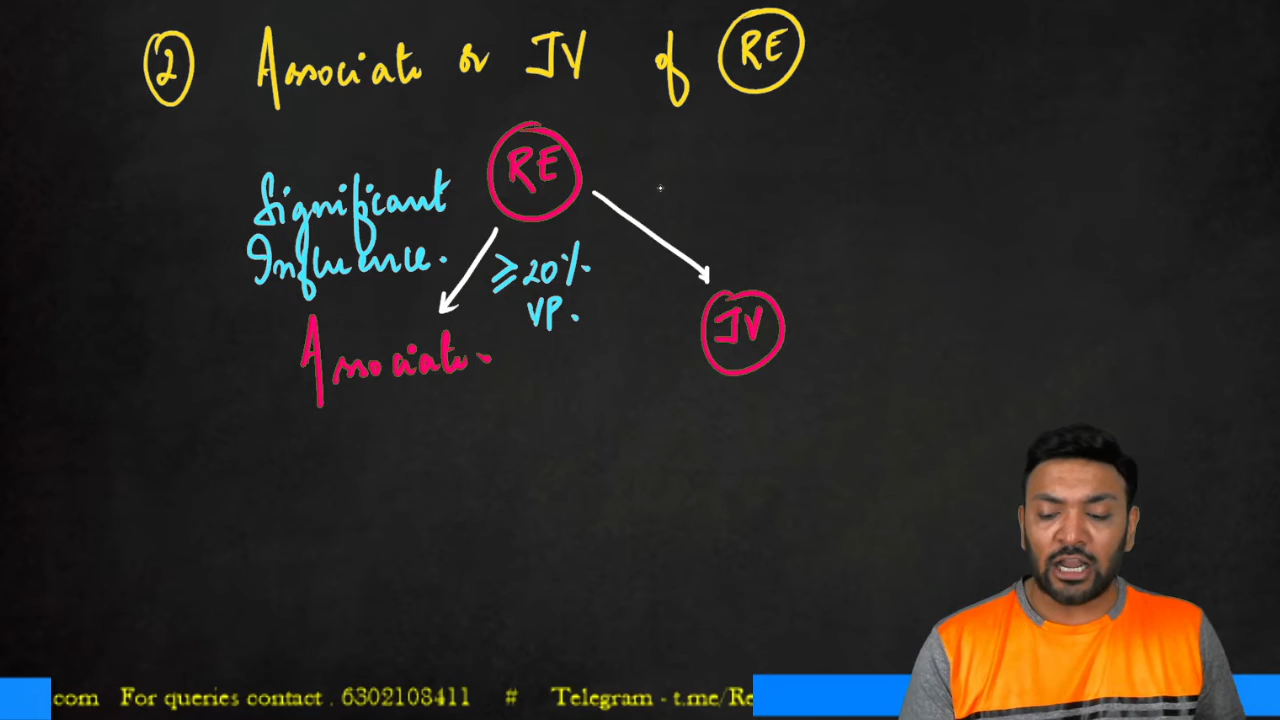 2 Associate or JV of RE
RE
Significant
Influence.
≥ 20%
VP.
JV
Associate.
.com For queries contact . 6302108411 # Telegram - t.me/Re